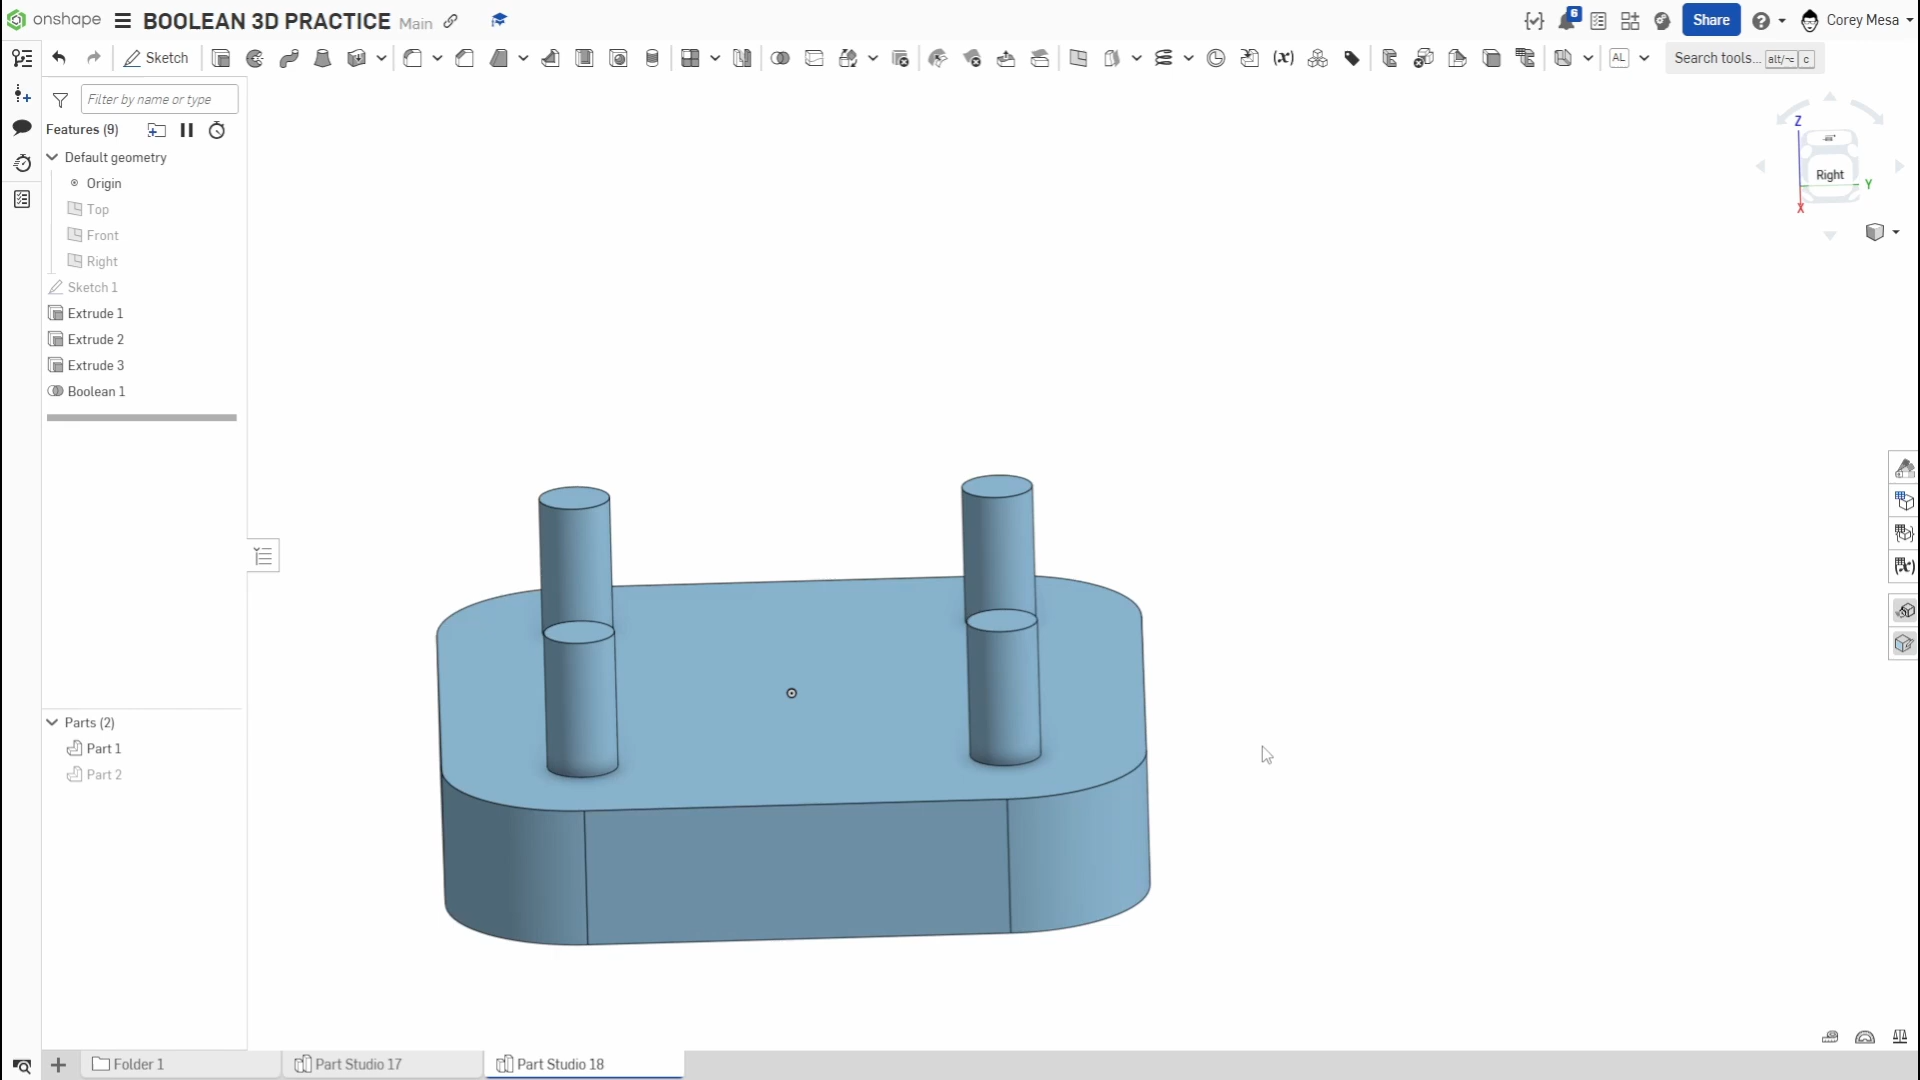 onshape BOOLEAN 3D PRACTICE Main 6 Share Corey Mesa
Sketch (x) AL Search tools... alt/⌥ c
Filter by name or type
Features (9)
Default geometry
Origin
Top
Front
Right
Sketch 1
Extrude 1
Extrude 2
Extrude 3
Boolean 1
Parts (2)
Part 1
Part 2
Z
Right
Y
X
(x)
Folder 1 Part Studio 17 Part Studio 18